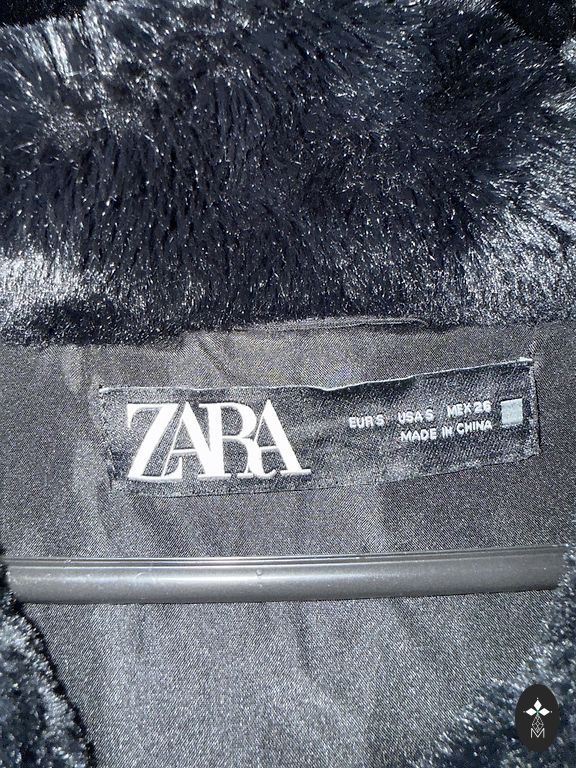 ZARA
EUR S USA S MEX 26
MADE IN CHINA
M